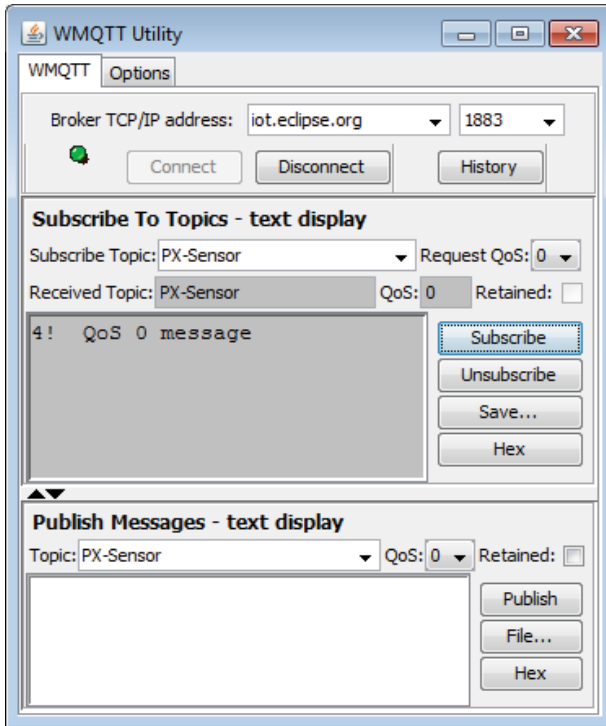 WMQTT Utility
WMQTT Options
Broker TCP/IP address: iot.eclipse.org 1883
Connect Disconnect History
Subscribe To Topics - text display
Subscribe Topic: PX-Sensor Request QoS: 0
Received Topic: PX-Sensor QoS: 0 Retained:
4!  QoS 0 message
Subscribe
Unsubscribe
Save...
Hex
Publish Messages - text display
Topic: PX-Sensor QoS: 0 Retained:
Publish
File...
Hex